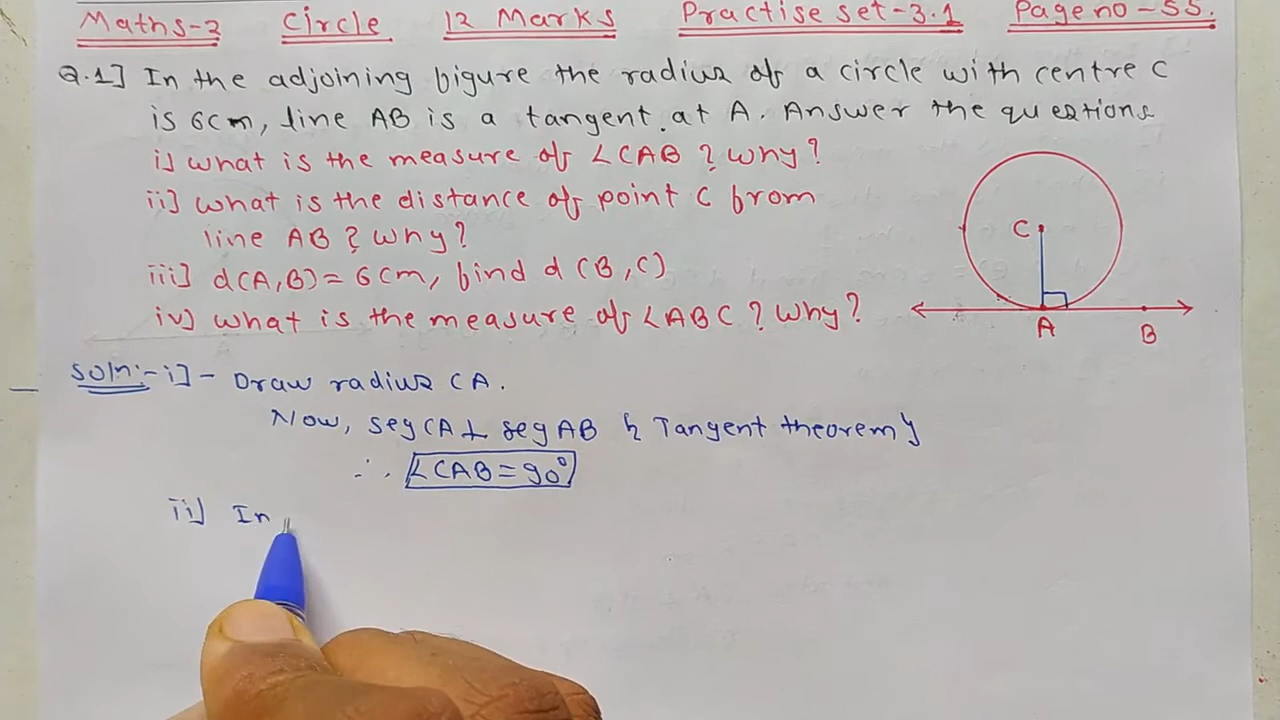 Maths-2 Circle 12 Marks Practise set-3.1 Page no-55.
Q.1] In the adjoining figure the radius of a circle with centre C
is 6cm, line AB is a tangent at A. Answer the questions
i] what is the measure of ∠CAB ? Why?
ii] what is the distance of point C from
line AB ? Why?
iii] d(A,B)= 6cm, find d (B,C)
iv] what is the measure of ∠ABC ? Why?
C
A
B
Soln:- i] - Draw radius CA.
Now, seg CA ⊥ seg AB { Tangent theorem }
∴ ∠CAB = 90°
ii] In